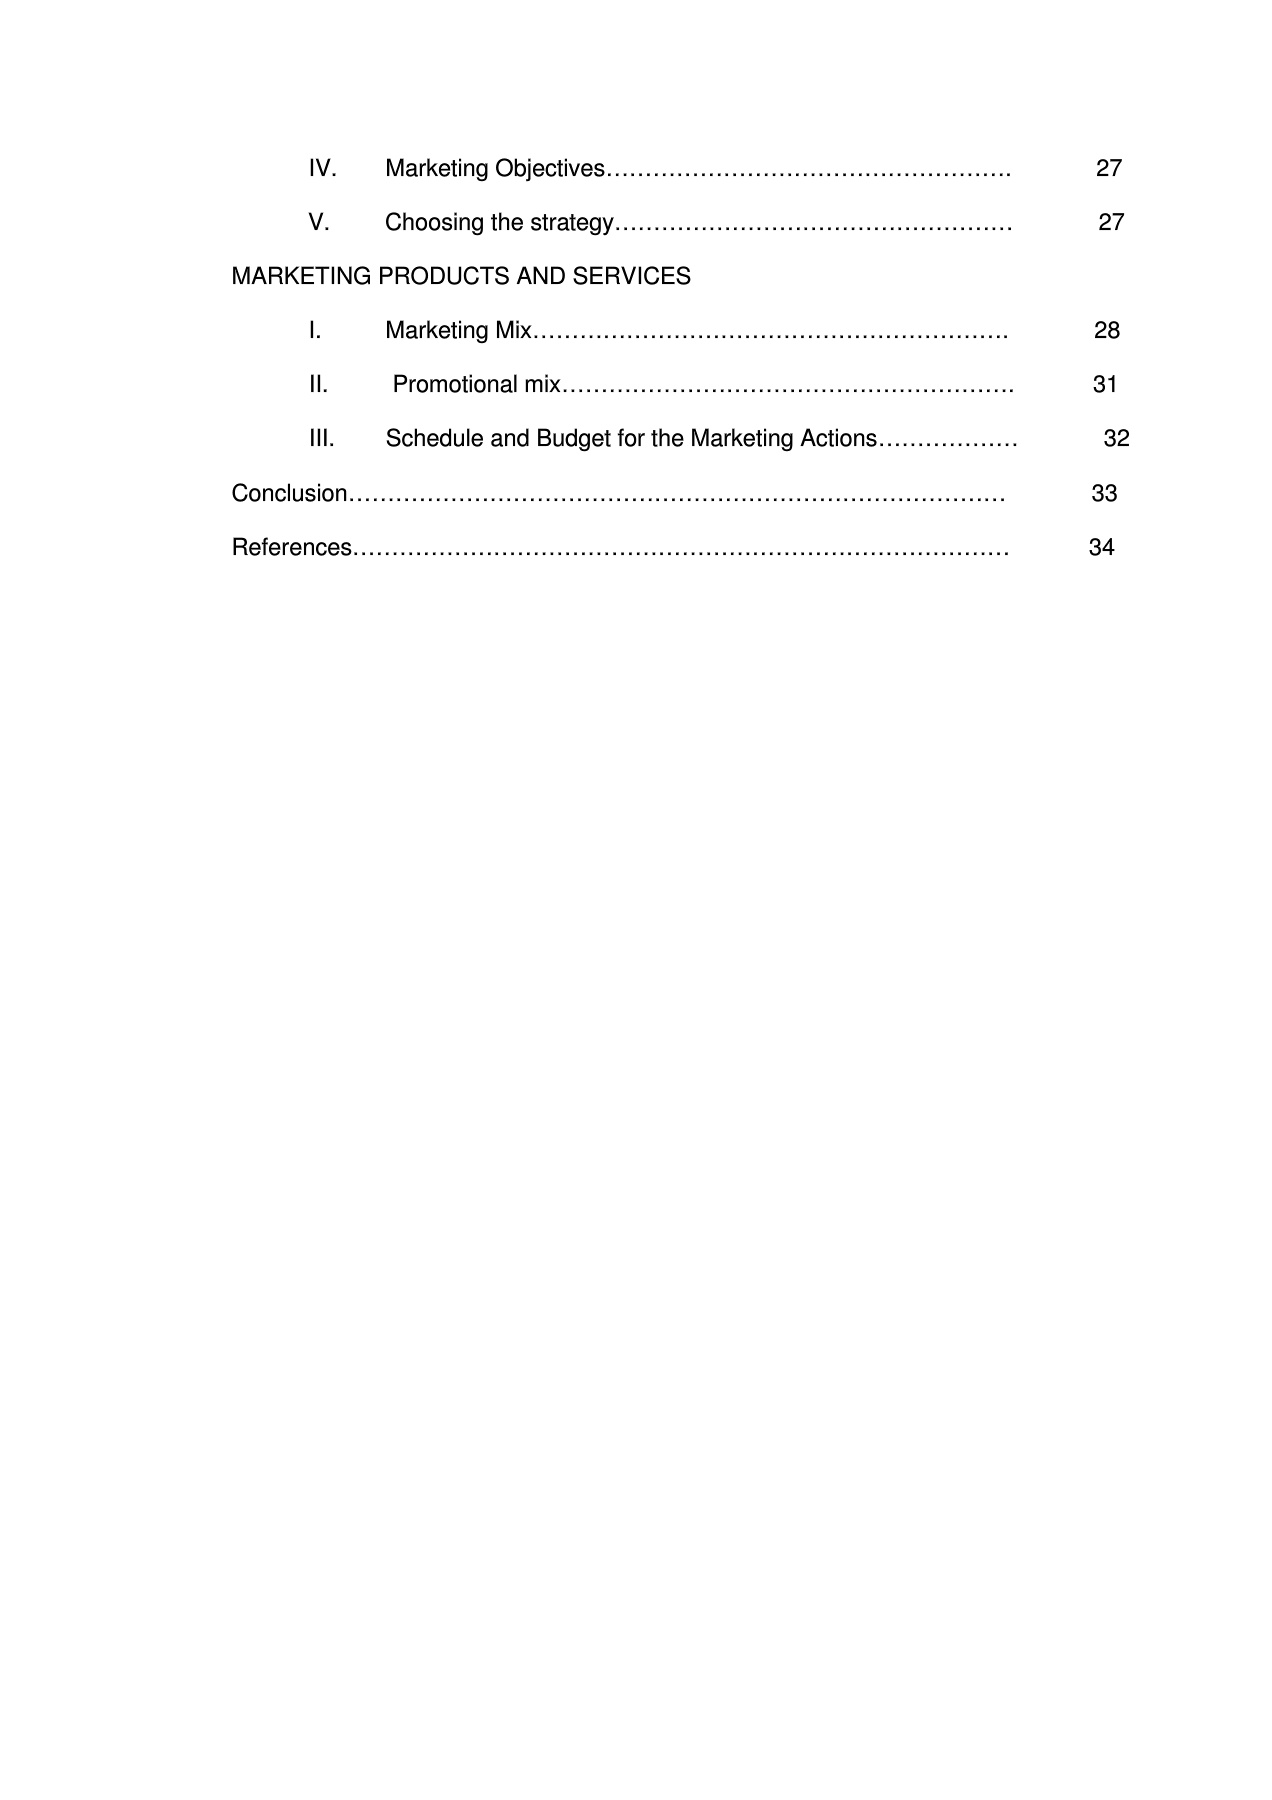 IV. Marketing Objectives……………………………………………. 27
V. Choosing the strategy…………………………………………… 27
MARKETING PRODUCTS AND SERVICES
I. Marketing Mix……………………………………………………. 28
II. Promotional mix…………………………………………………. 31
III. Schedule and Budget for the Marketing Actions……………… 32
Conclusion………………………………………………………………………… 33
References………………………………………………………………………… 34